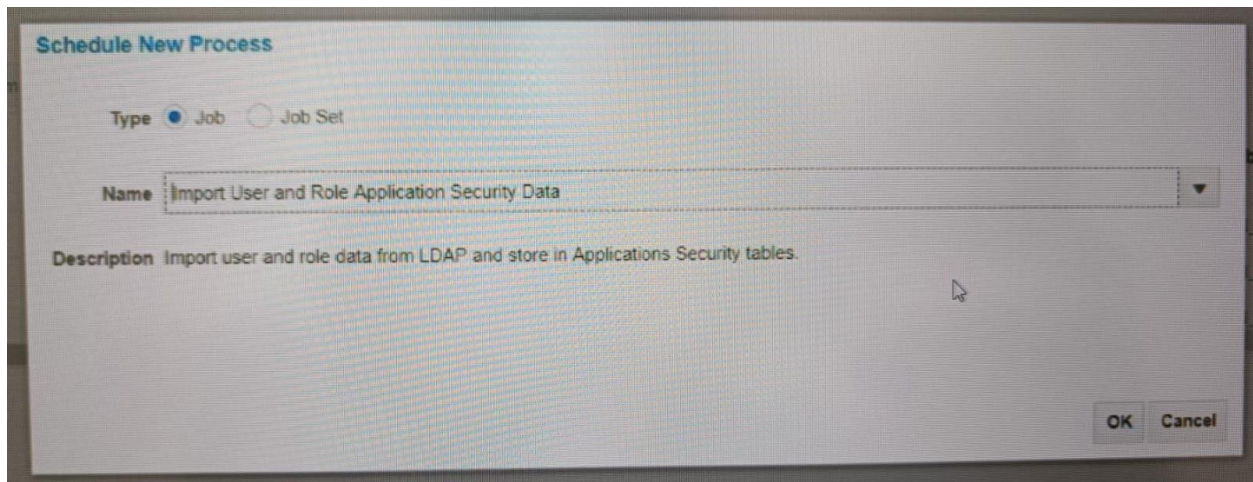 Schedule New Process
Type Job Job Set
Name Import User and Role Application Security Data
Description Import user and role data from LDAP and store in Applications Security tables.
OK Cancel